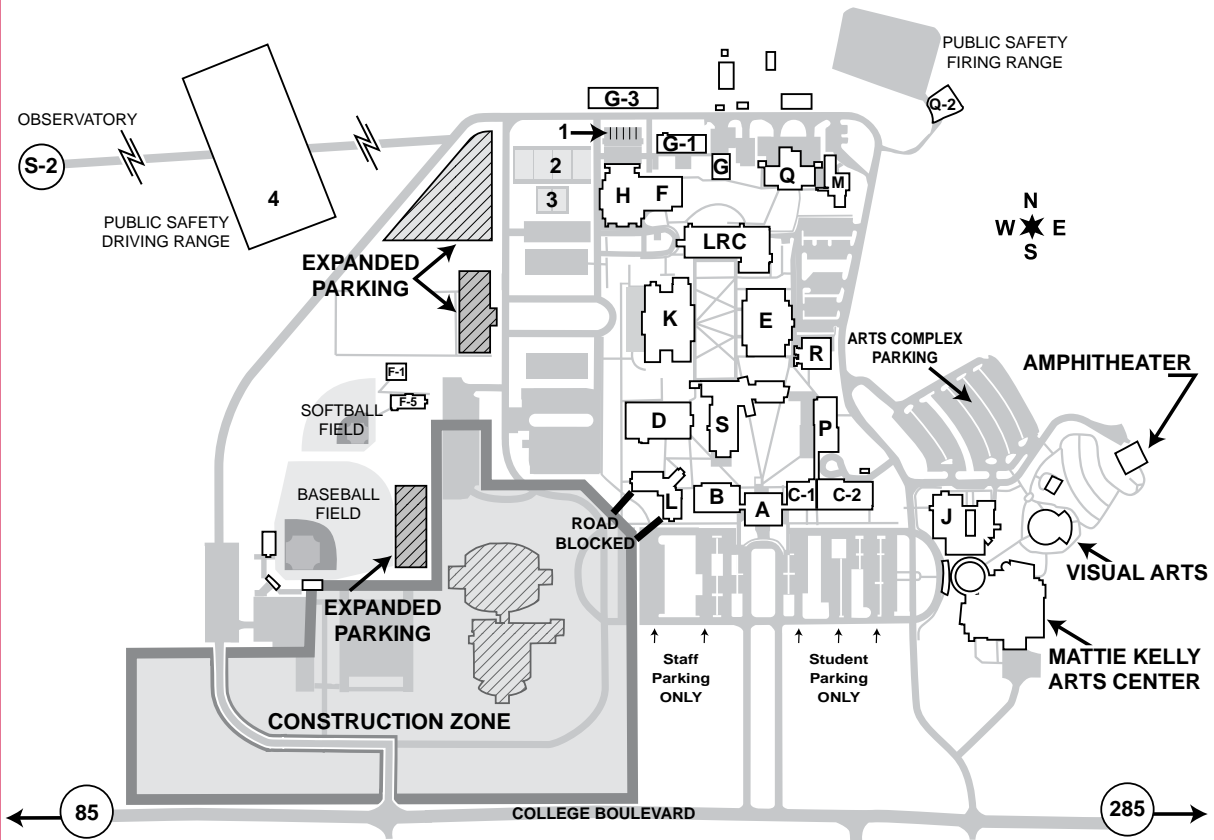 PUBLIC SAFETY
FIRING RANGE
G-3
Q-2
OBSERVATORY
S-2
1
G-1
2
G
Q
M
4
3
H
F
N
W
E
S
PUBLIC SAFETY
DRIVING RANGE
LRC
EXPANDED
PARKING
K
E
R
ARTS COMPLEX
PARKING
AMPHITHEATER
F-1
F-5
SOFTBALL
FIELD
D
S
P
BASEBALL
FIELD
L
B
A
C-1
C-2
J
ROAD
BLOCKED
VISUAL ARTS
EXPANDED
PARKING
Staff
Parking
ONLY
Student
Parking
ONLY
MATTIE KELLY
ARTS CENTER
CONSTRUCTION ZONE
85
COLLEGE BOULEVARD
285